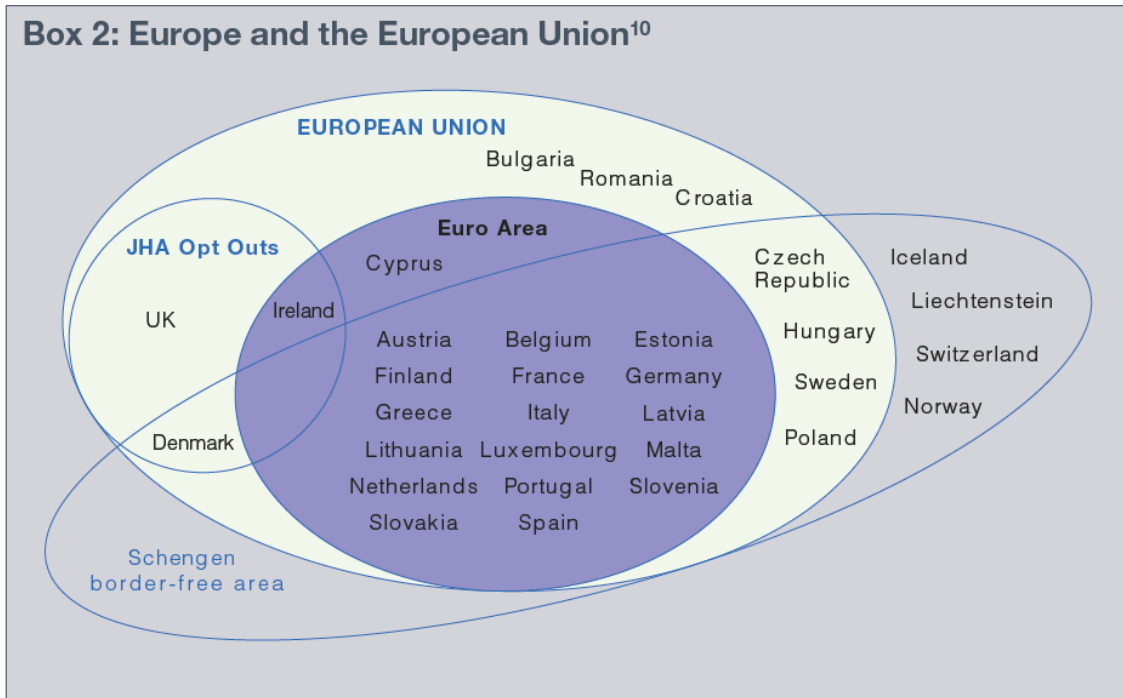 Box 2: Europe and the European Union10
EUROPEAN UNION
Bulgaria
Romania
Croatia
JHA Opt Outs
Euro Area
Cyprus
Czech
Republic
Iceland
Liechtenstein
UK
Ireland
Austria Belgium Estonia
Hungary
Switzerland
Finland France Germany
Sweden
Norway
Greece Italy Latvia
Denmark
Poland
Lithuania Luxembourg Malta
Netherlands Portugal Slovenia
Slovakia Spain
Schengen
border-free area